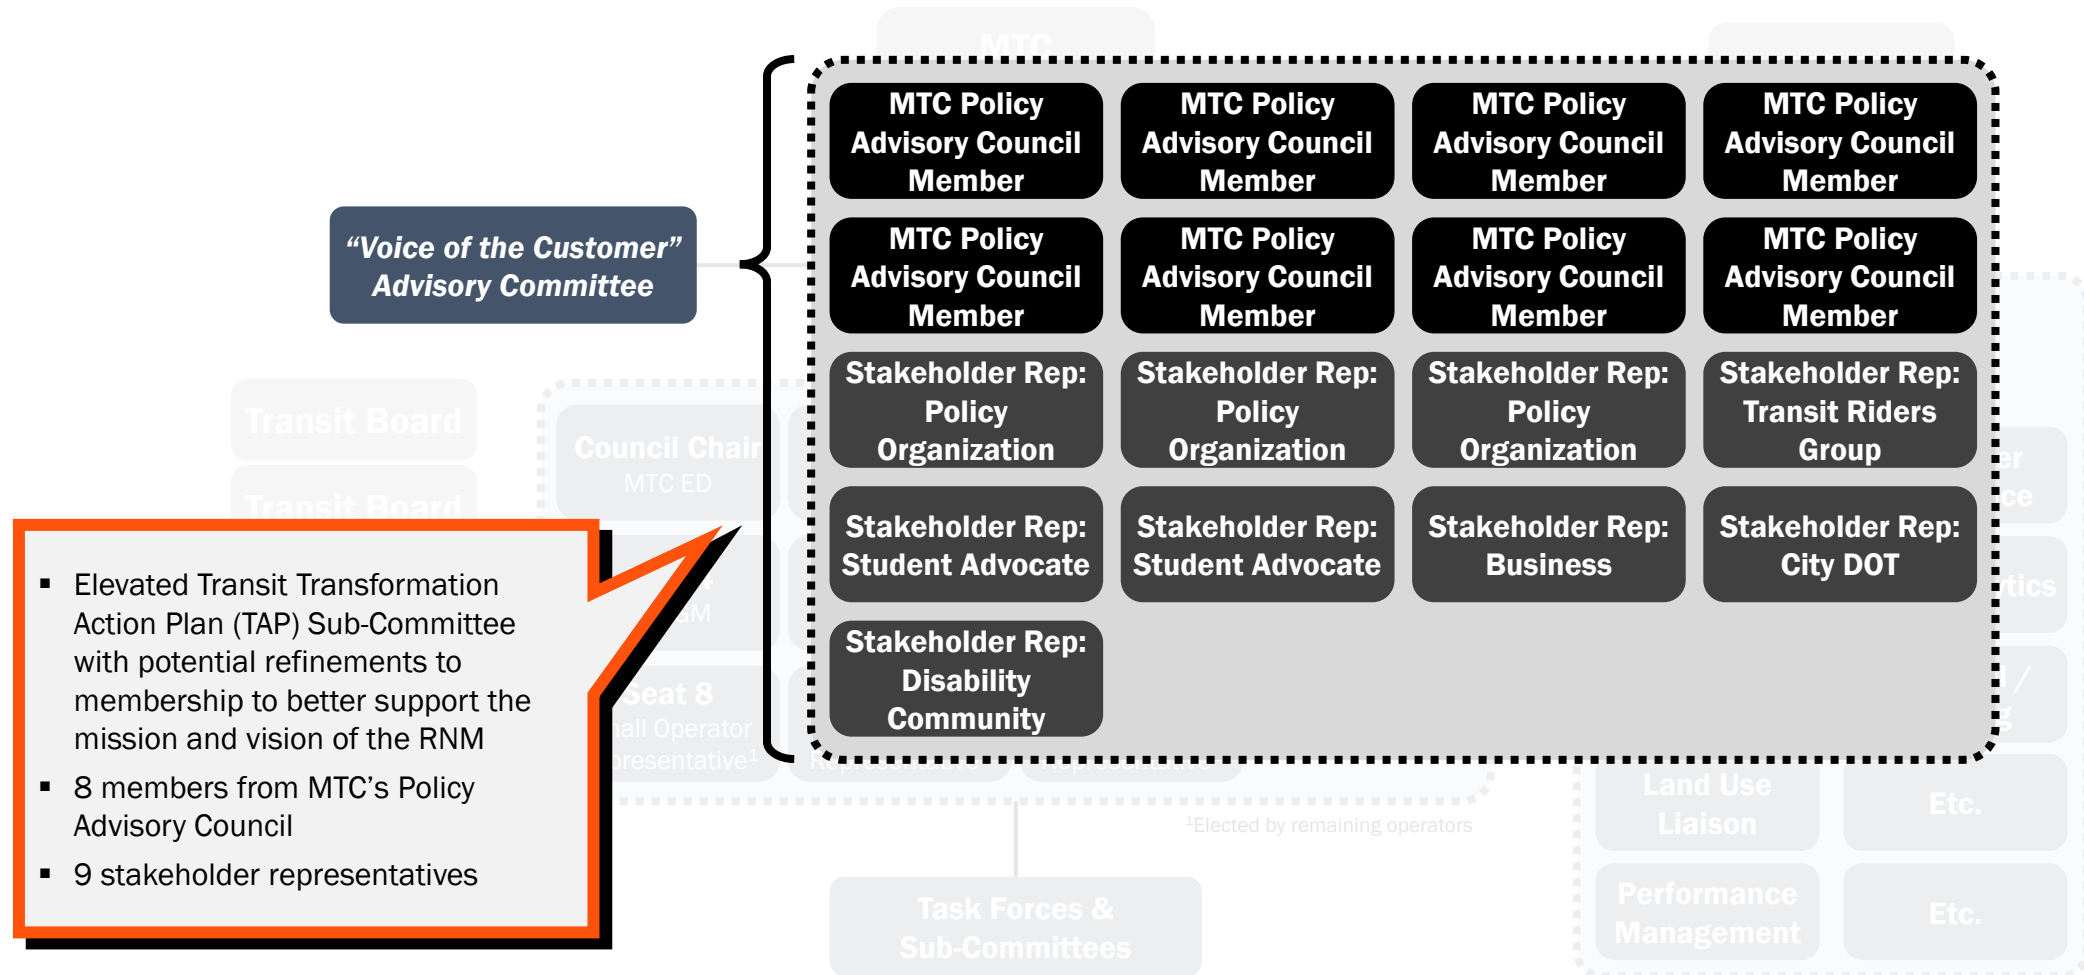 MTC
MTC Policy
Advisory Council
Member
MTC Policy
Advisory Council
Member
MTC Policy
Advisory Council
Member
MTC Policy
Advisory Council
Member
“Voice of the Customer”
Advisory Committee
MTC Policy
Advisory Council
Member
MTC Policy
Advisory Council
Member
MTC Policy
Advisory Council
Member
MTC Policy
Advisory Council
Member
Stakeholder Rep:
Policy
Organization
Stakeholder Rep:
Policy
Organization
Stakeholder Rep:
Policy
Organization
Stakeholder Rep:
Transit Riders
Group
Stakeholder Rep:
Student Advocate
Stakeholder Rep:
Student Advocate
Stakeholder Rep:
Business
Stakeholder Rep:
City DOT
Stakeholder Rep:
Disability
Community
Transit Board
Transit Board
Council Chair
MTC ED
Seat 8
Operator
▪ Elevated Transit Transformation
Action Plan (TAP) Sub-Committee
with potential refinements to
membership to better support the
mission and vision of the RNM
▪ 8 members from MTC’s Policy
Advisory Council
▪ 9 stakeholder representatives
¹Elected by remaining operators
Task Forces &
Sub-Committees
Land Use
Liaison
Etc.
Performance
Management
Etc.